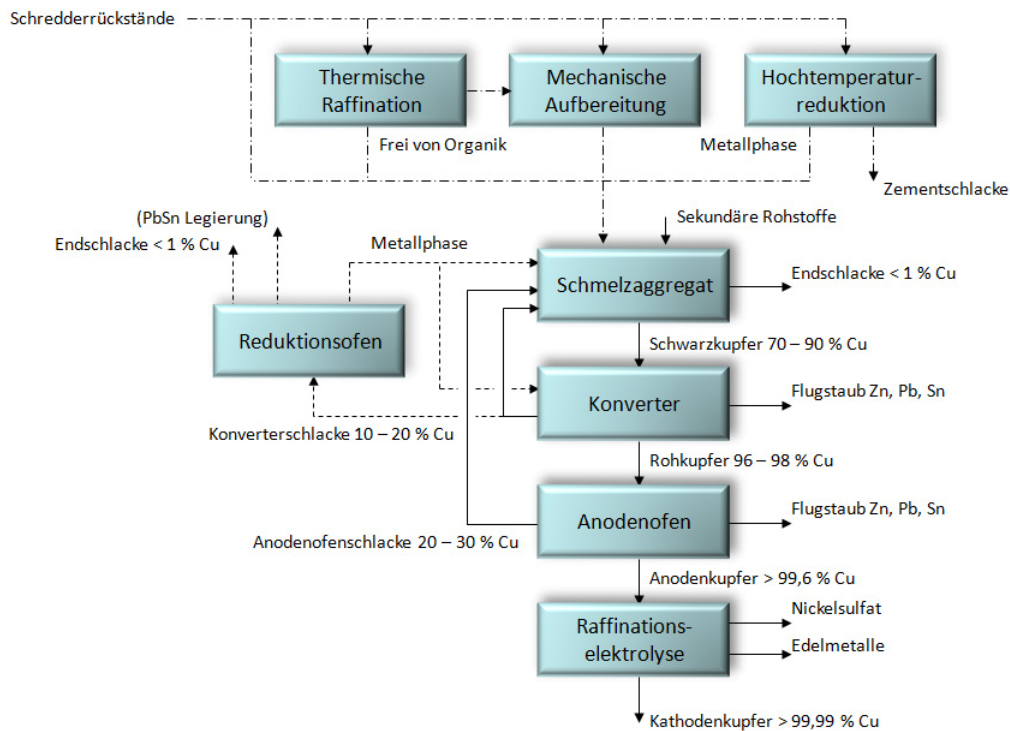 Schredderrückstände
Thermische
Raffination
Mechanische
Aufbereitung
Hochtemperatur-
reduktion
Frei von Organik
Metallphase
Zementschlacke
(PbSn Legierung)
Endschlacke < 1 % Cu
Metallphase
Sekundäre Rohstoffe
Schmelzaggregat
Endschlacke < 1 % Cu
Reduktionsofen
Schwarzkupfer 70 – 90 % Cu
Konverter
Flugstaub Zn, Pb, Sn
Konverterschlacke 10 – 20 % Cu
Rohkupfer 96 – 98 % Cu
Anodenofen
Flugstaub Zn, Pb, Sn
Anodenofenschlacke 20 – 30 % Cu
Anodenkupfer > 99,6 % Cu
Raffinations-
elektrolyse
Nickelsulfat
Edelmetalle
Kathodenkupfer > 99,99 % Cu